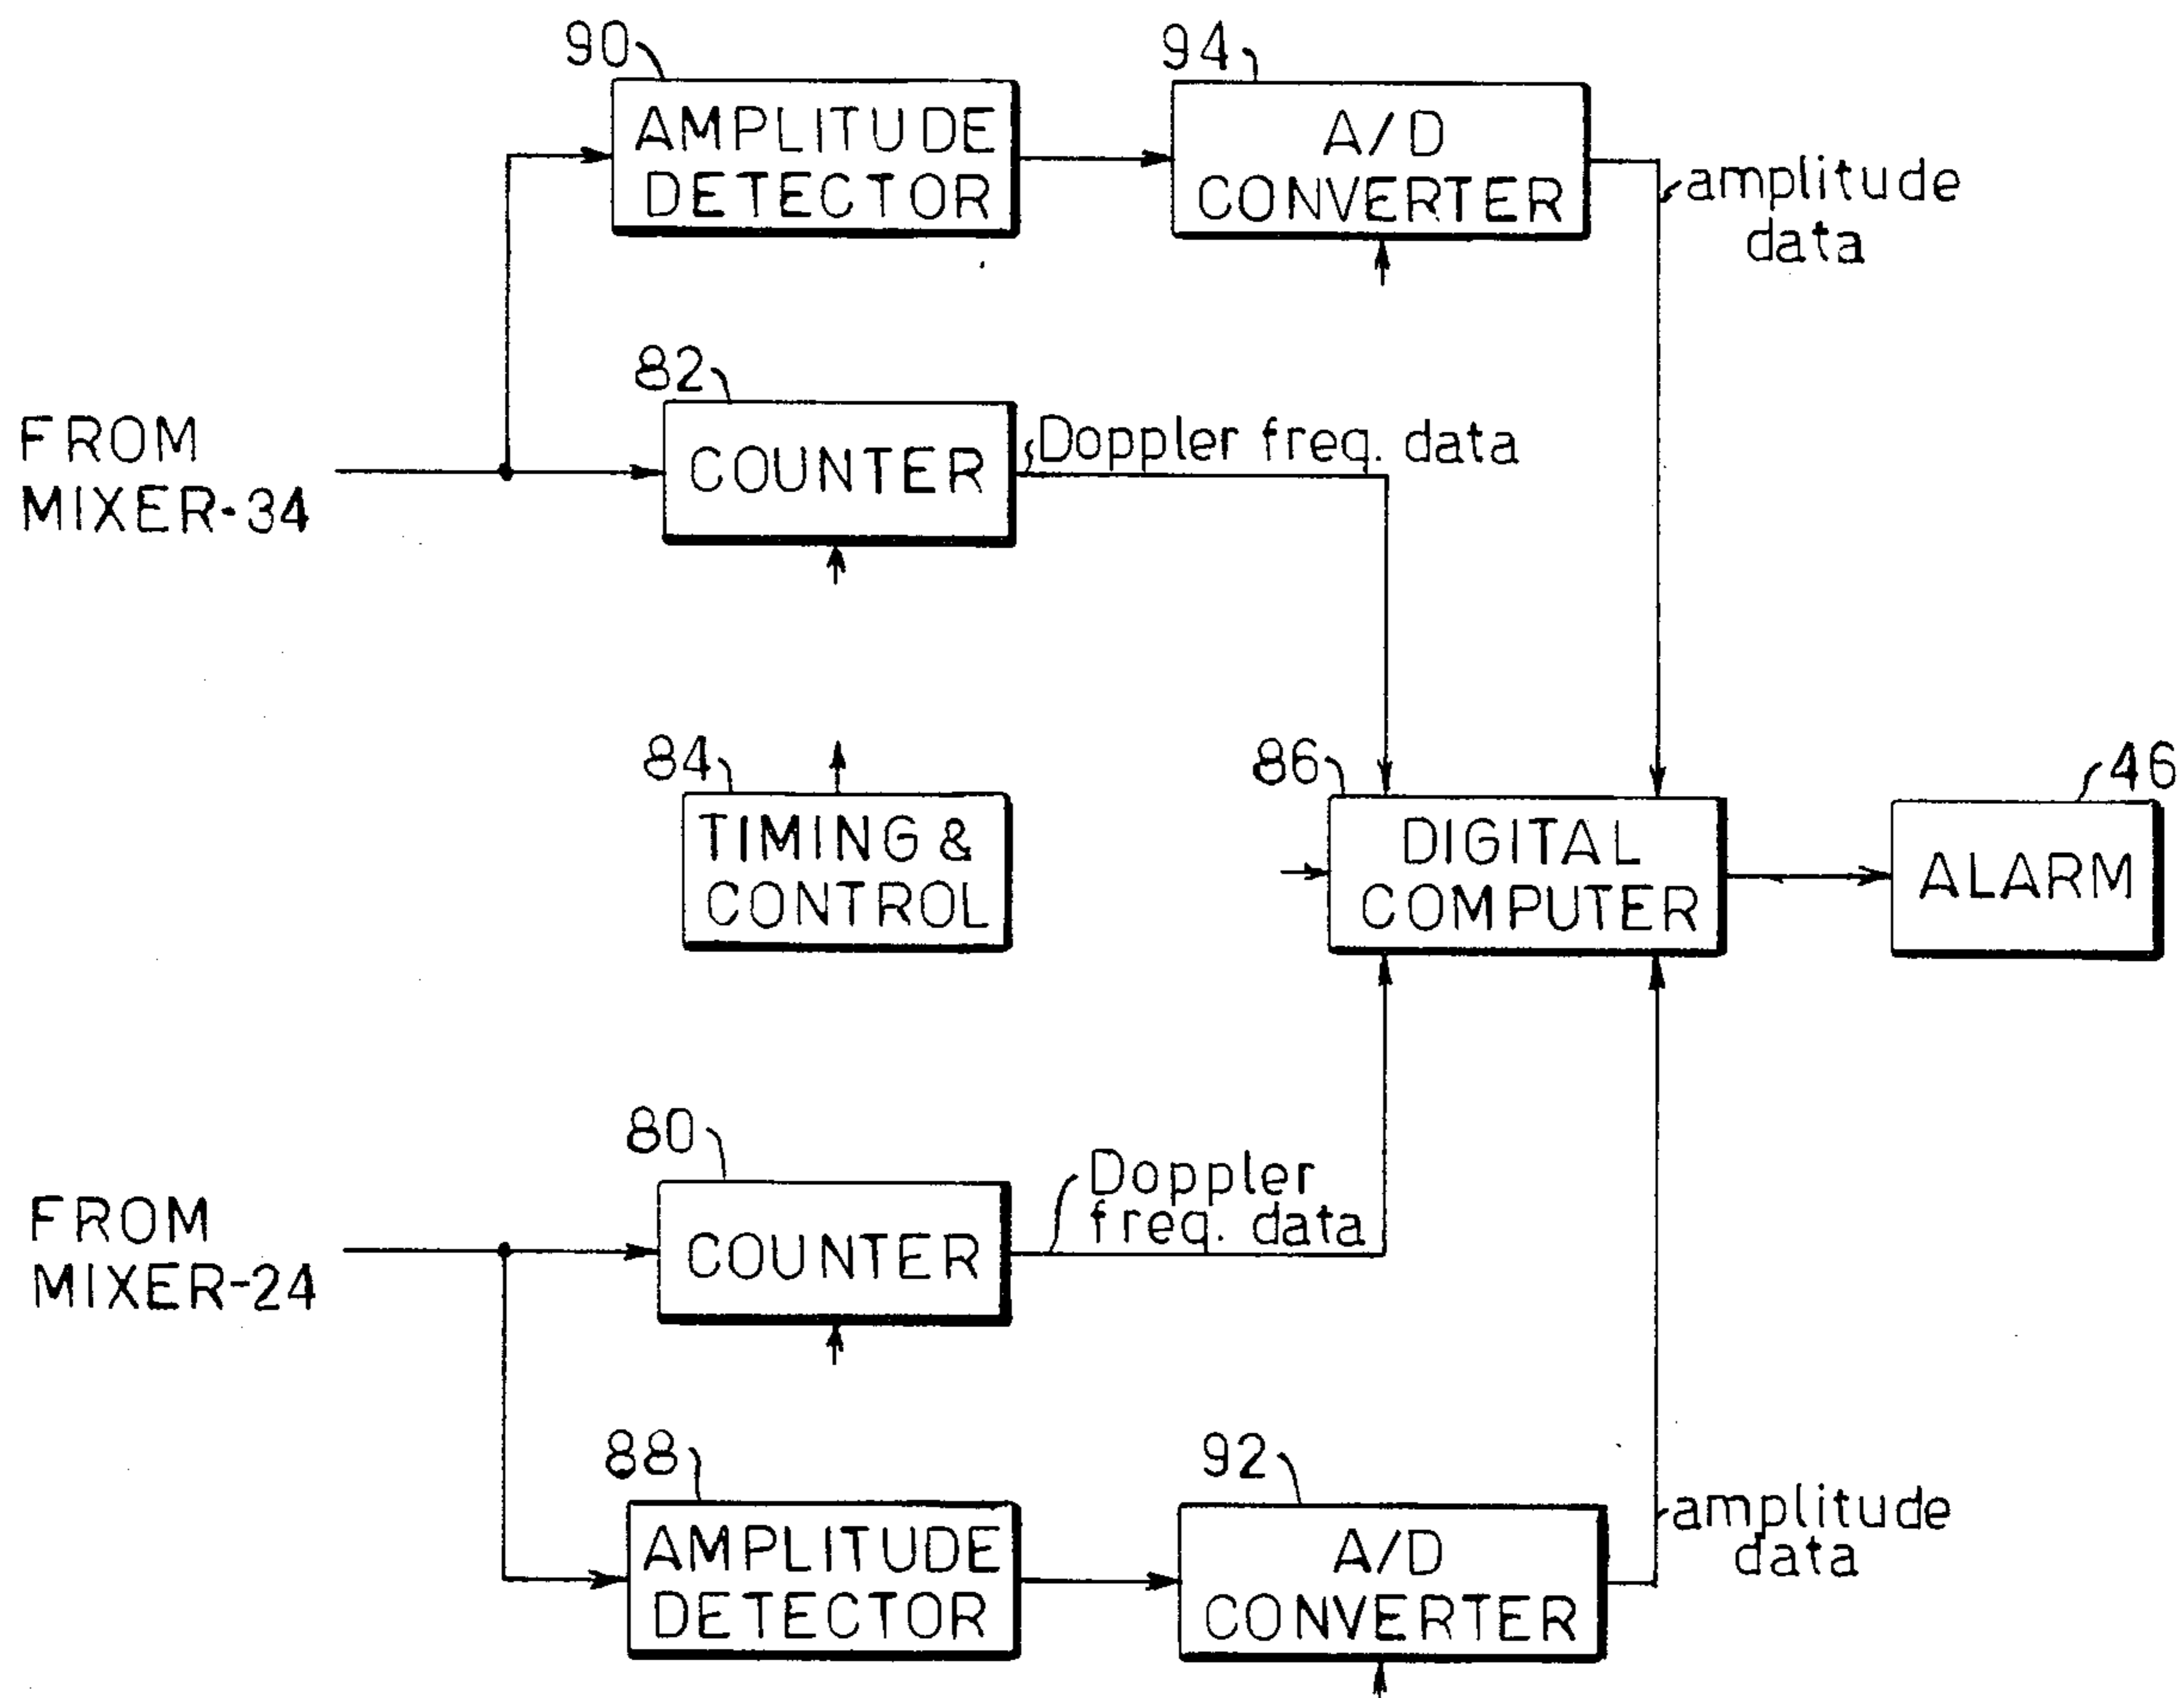 90
94
AMPLITUDE
DETECTOR
A/D
CONVERTER
amplitude
data
82
FROM
MIXER-34
COUNTER
Doppler freq. data
84
TIMING &
CONTROL
86
DIGITAL
COMPUTER
46
ALARM
80
FROM
MIXER-24
COUNTER
Doppler
freq. data
88
AMPLITUDE
DETECTOR
92
A/D
CONVERTER
amplitude
data